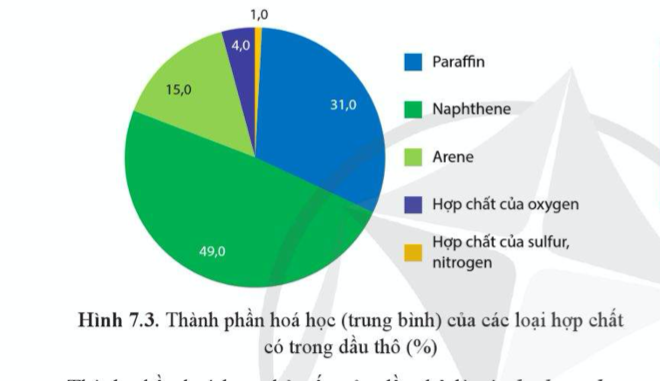 1,0
4,0
15,0
31,0
49,0
Paraffin
Naphthene
Arene
Hợp chất của oxygen
Hợp chất của sulfur,
nitrogen
Hình 7.3. Thành phần hoá học (trung bình) của các loại hợp chất
có trong dầu thô (%)